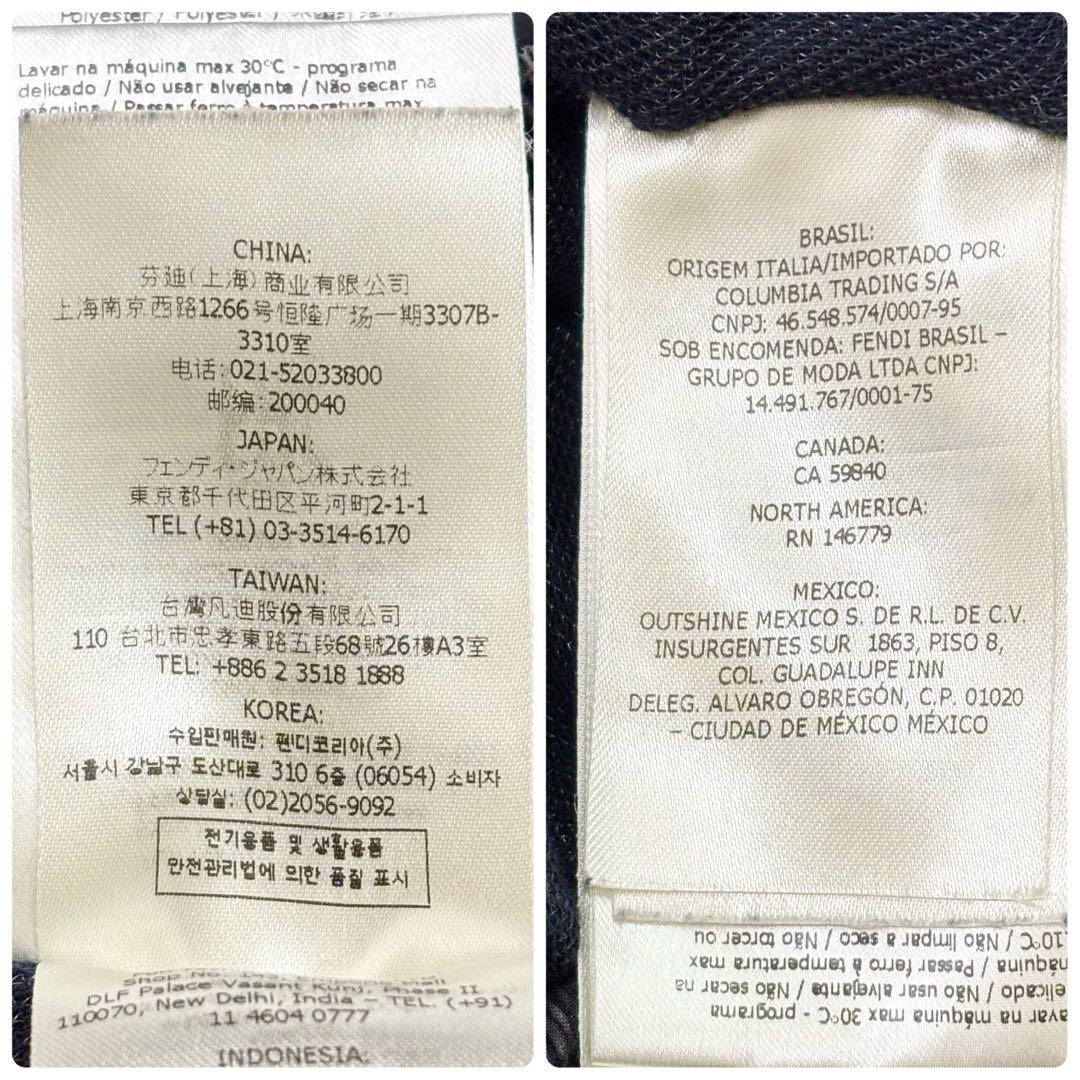 Polyester / Polyester /
Lavar na máquina max 30°C - programa
delicado / Não usar alvejante / Não secar na
máquina / Passar ferro à temperatura max
CHINA:
芬迪(上海)商业有限公司
上海南京西路1266号恒隆广场一期3307B-
3310室
电话:021-52033800
邮编:200040
JAPAN:
フェンディ・ジャパン株式会社
東京都千代田区平河町2-1-1
TEL (+81) 03-3514-6170
TAIWAN:
台灣凡迪股份有限公司
110 台北市忠孝東路五段68號26樓A3室
TEL: +886 2 3518 1888
KOREA:
수입판매원: 펜디코리아(주)
서울시 강남구 도산대로 310 6층 (06054) 소비자
상담실: (02)2056-9092
전기용품 및 생활용품
안전관리법에 의한 품질 표시
Shop No.
DLF Palace Vasant Kunj, Phase II
110070, New Delhi, India – TEL. (+91)
11 4604 0777
INDONESIA:
BRASIL:
ORIGEM ITALIA/IMPORTADO POR:
COLUMBIA TRADING S/A
CNPJ: 46.548.574/0007-95
SOB ENCOMENDA: FENDI BRASIL –
GRUPO DE MODA LTDA CNPJ:
14.491.767/0001-75
CANADA:
CA 59840
NORTH AMERICA:
RN 146779
MEXICO:
OUTSHINE MEXICO S. DE R.L. DE C.V.
INSURGENTES SUR 1863, PISO 8,
COL. GUADALUPE INN
DELEG. ALVARO OBREGÓN, C.P. 01020
– CIUDAD DE MÉXICO MÉXICO
avar na máquina max 30°C - programa
elicado / Não usar alvejante / Não secar na
máquina / Passar ferro à temperatura max
10°C / Não limpar a seco / Não torcer ou